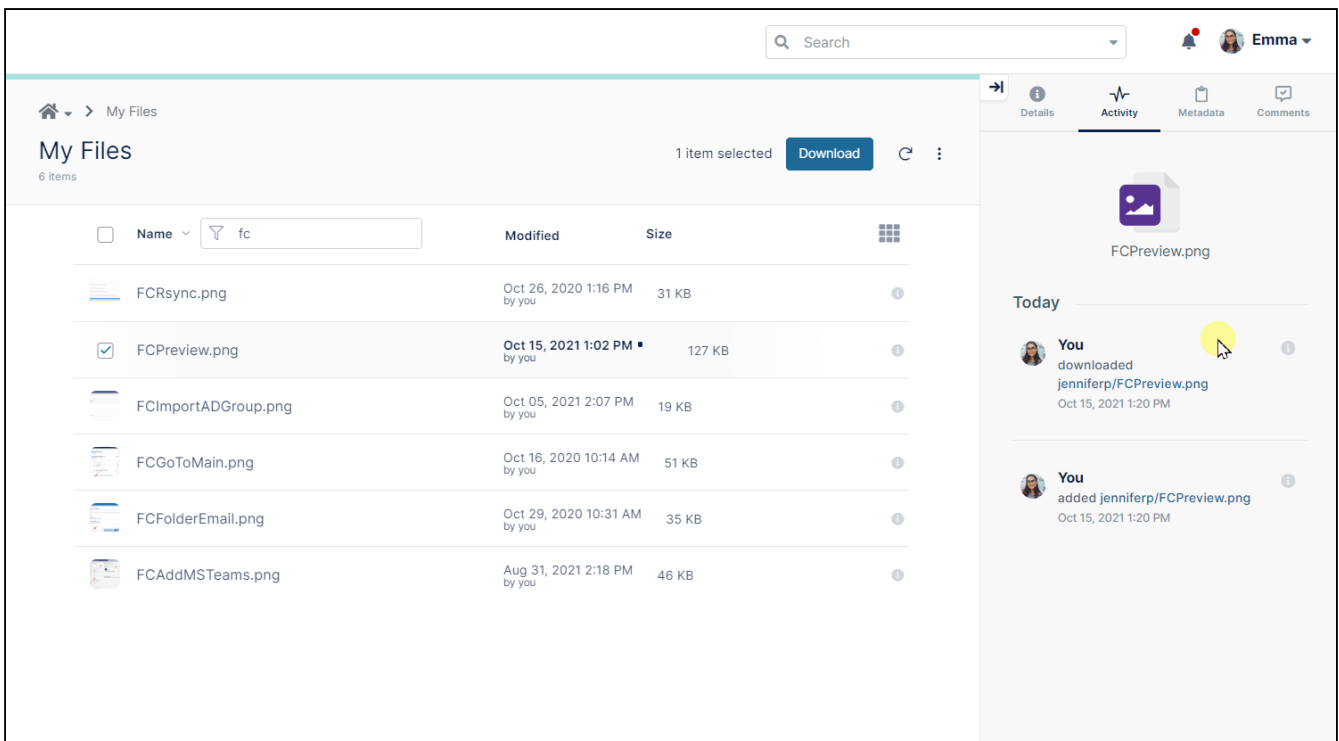 Search
Emma
My Files
My Files
6 items
1 item selected
Download
Name
fc
Modified
Size
FCRsync.png
Oct 26, 2020 1:16 PM
by you
31 KB
FCPreview.png
Oct 15, 2021 1:02 PM
by you
127 KB
FCImportADGroup.png
Oct 05, 2021 2:07 PM
by you
19 KB
FCGoToMain.png
Oct 16, 2020 10:14 AM
by you
51 KB
FCFolderEmail.png
Oct 29, 2020 10:31 AM
by you
35 KB
FCAddMSTeams.png
Aug 31, 2021 2:18 PM
by you
46 KB
Details
Activity
Metadata
Comments
FCPreview.png
Today
You
downloaded
jenniferp/FCPreview.png
Oct 15, 2021 1:20 PM
You
added jenniferp/FCPreview.png
Oct 15, 2021 1:20 PM